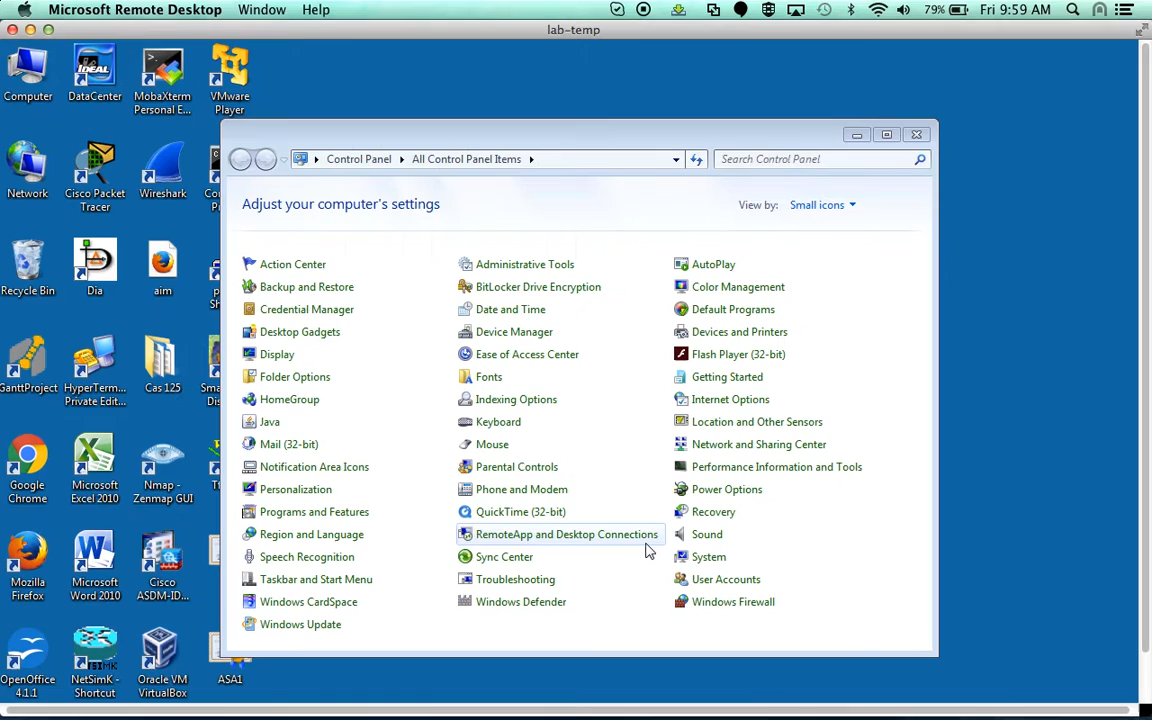 Microsoft Remote Desktop Window Help 79% Fri 9:59 AM
lab-temp
Computer
DataCenter
MobaXterm
Personal E...
VMware
Player
Control Panel All Control Panel Items Search Control Panel
Network
Cisco Packet
Tracer
Wireshark
Adjust your computer's settings View by: Small icons
Recycle Bin
Dia
aim
GanttProject
HyperTerm...
Private Edit...
Cas 125
Google
Chrome
Microsoft
Excel 2010
Nmap -
Zenmap GUI
Mozilla
Firefox
Microsoft
Word 2010
Cisco
ASDM-ID...
OpenOffice
4.1.1
NetSimK -
Shortcut
Oracle VM
VirtualBox
ASA1
Action Center Administrative Tools AutoPlay
Backup and Restore BitLocker Drive Encryption Color Management
Credential Manager Date and Time Default Programs
Desktop Gadgets Device Manager Devices and Printers
Display Ease of Access Center Flash Player (32-bit)
Folder Options Fonts Getting Started
HomeGroup Indexing Options Internet Options
Java Keyboard Location and Other Sensors
Mail (32-bit) Mouse Network and Sharing Center
Notification Area Icons Parental Controls Performance Information and Tools
Personalization Phone and Modem Power Options
Programs and Features QuickTime (32-bit) Recovery
Region and Language RemoteApp and Desktop Connections Sound
Speech Recognition Sync Center System
Taskbar and Start Menu Troubleshooting User Accounts
Windows CardSpace Windows Defender Windows Firewall
Windows Update